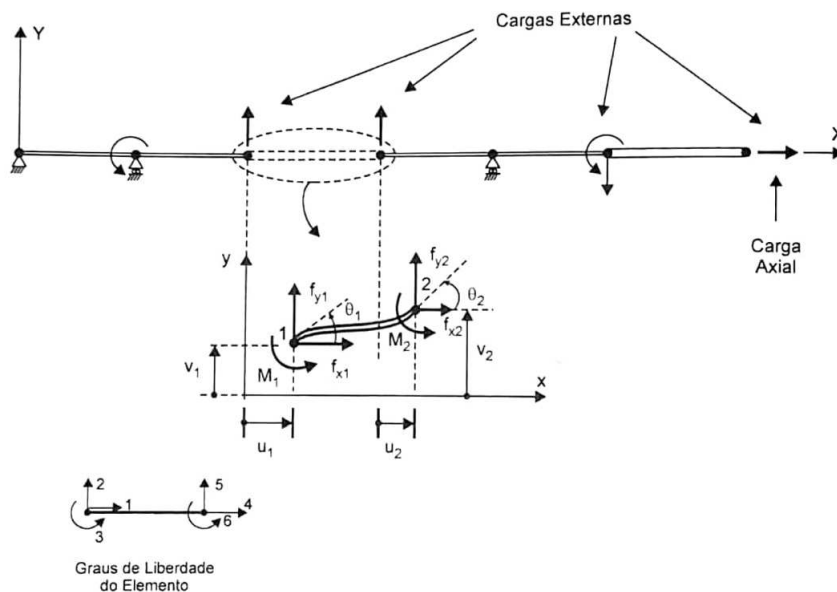 Cargas Externas
Y
X
Carga
Axial
y
f_y1
θ_1
1
M_1
f_x1
v_1
f_y2
2
θ_2
M_2
f_x2
v_2
x
u_1
u_2
2
1
3
5
4
6
Graus de Liberdade
do Elemento